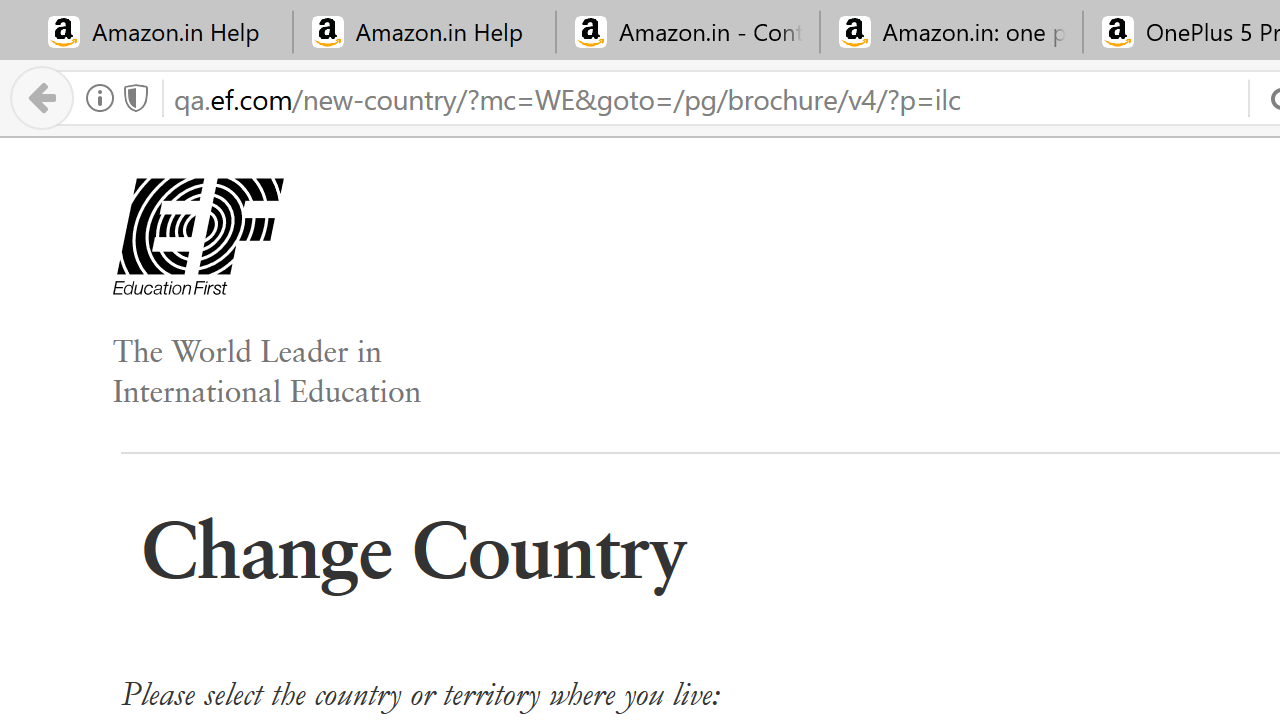 Amazon.in Help
Amazon.in Help
Amazon.in - Cont
Amazon.in: one p
OnePlus 5 Pr
qa.ef.com/new-country/?mc=WE&goto=/pg/brochure/v4/?p=ilc
EF
Education First
The World Leader in
International Education
Change Country
Please select the country or territory where you live: